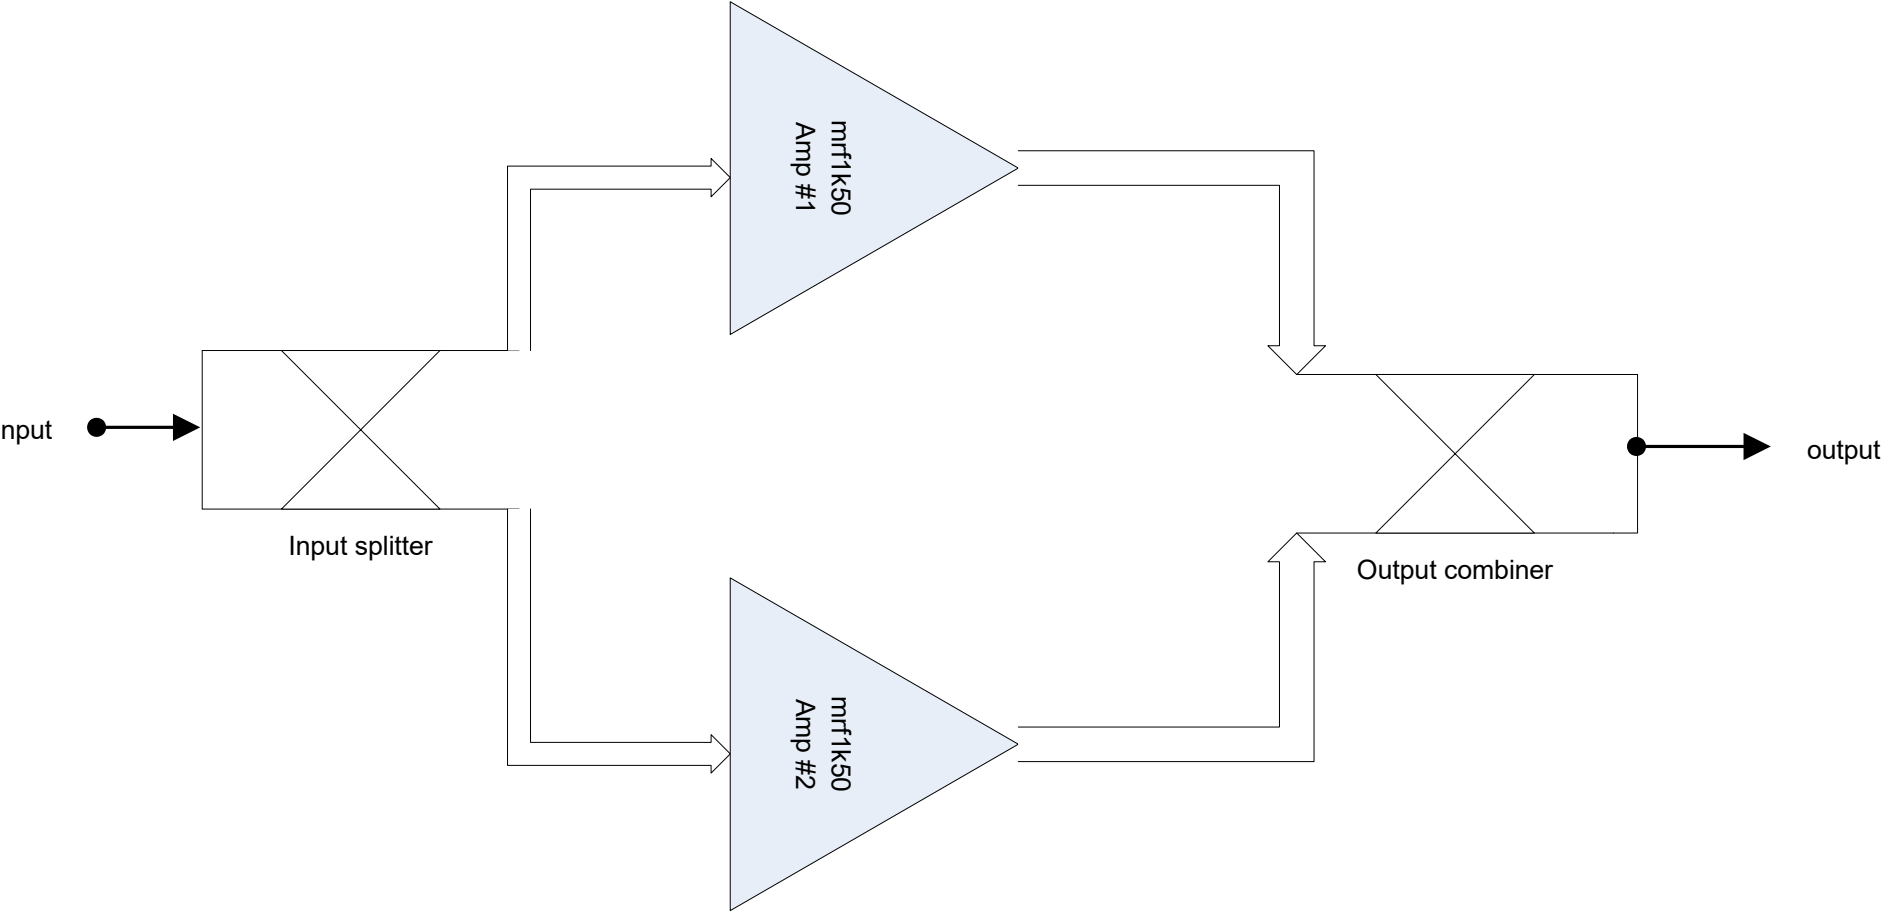 mrf1k50
Amp #1
nput
output
Input splitter
Output combiner
mrf1k50
Amp #2